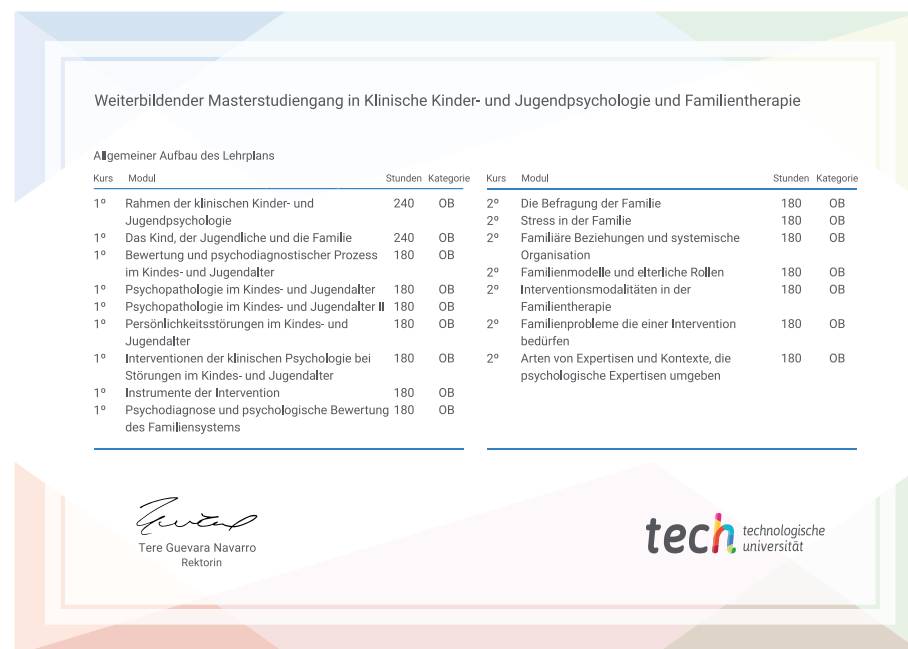 Weiterbildender Masterstudiengang in Klinische Kinder- und Jugendpsychologie und Familientherapie
Allgemeiner Aufbau des Lehrplans
Kurs Modul Stunden Kategorie
1º Rahmen der klinischen Kinder- und 240 OB
Jugendpsychologie
1º Das Kind, der Jugendliche und die Familie 240 OB
1º Bewertung und psychodiagnostischer Prozess 180 OB
im Kindes- und Jugendalter
1º Psychopathologie im Kindes- und Jugendalter 180 OB
1º Psychopathologie im Kindes- und Jugendalter II 180 OB
1º Persönlichkeitsstörungen im Kindes- und 180 OB
Jugendalter
1º Interventionen der klinischen Psychologie bei 180 OB
Störungen im Kindes- und Jugendalter
1º Instrumente der Intervention 180 OB
1º Psychodiagnose und psychologische Bewertung 180 OB
des Familiensystems
Kurs Modul Stunden Kategorie
2º Die Befragung der Familie 180 OB
2º Stress in der Familie 180 OB
2º Familiäre Beziehungen und systemische 180 OB
Organisation
2º Familienmodelle und elterliche Rollen 180 OB
2º Interventionsmodalitäten in der 180 OB
Familientherapie
2º Familienprobleme die einer Intervention 180 OB
bedürfen
2º Arten von Expertisen und Kontexte, die 180 OB
psychologische Expertisen umgeben
Tere Guevara Navarro
Rektorin
tech technologische
universität